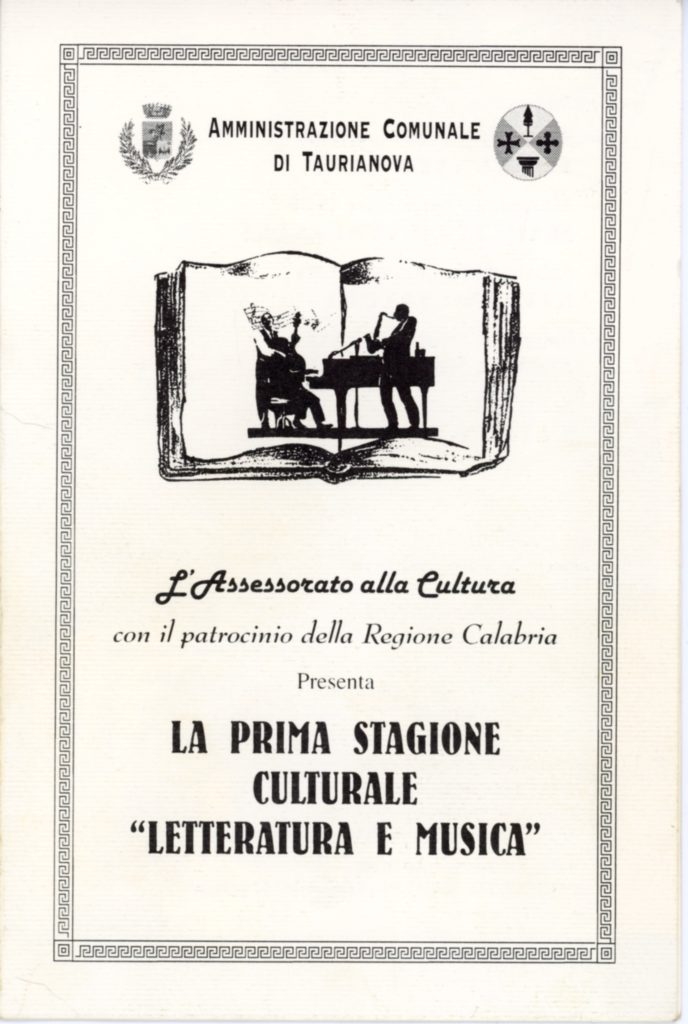 AMMINISTRAZIONE COMUNALE
DI TAURIANOVA
L'Assessorato alla Cultura
con il patrocinio della Regione Calabria
Presenta
LA PRIMA STAGIONE
CULTURALE
“LETTERATURA E MUSICA”